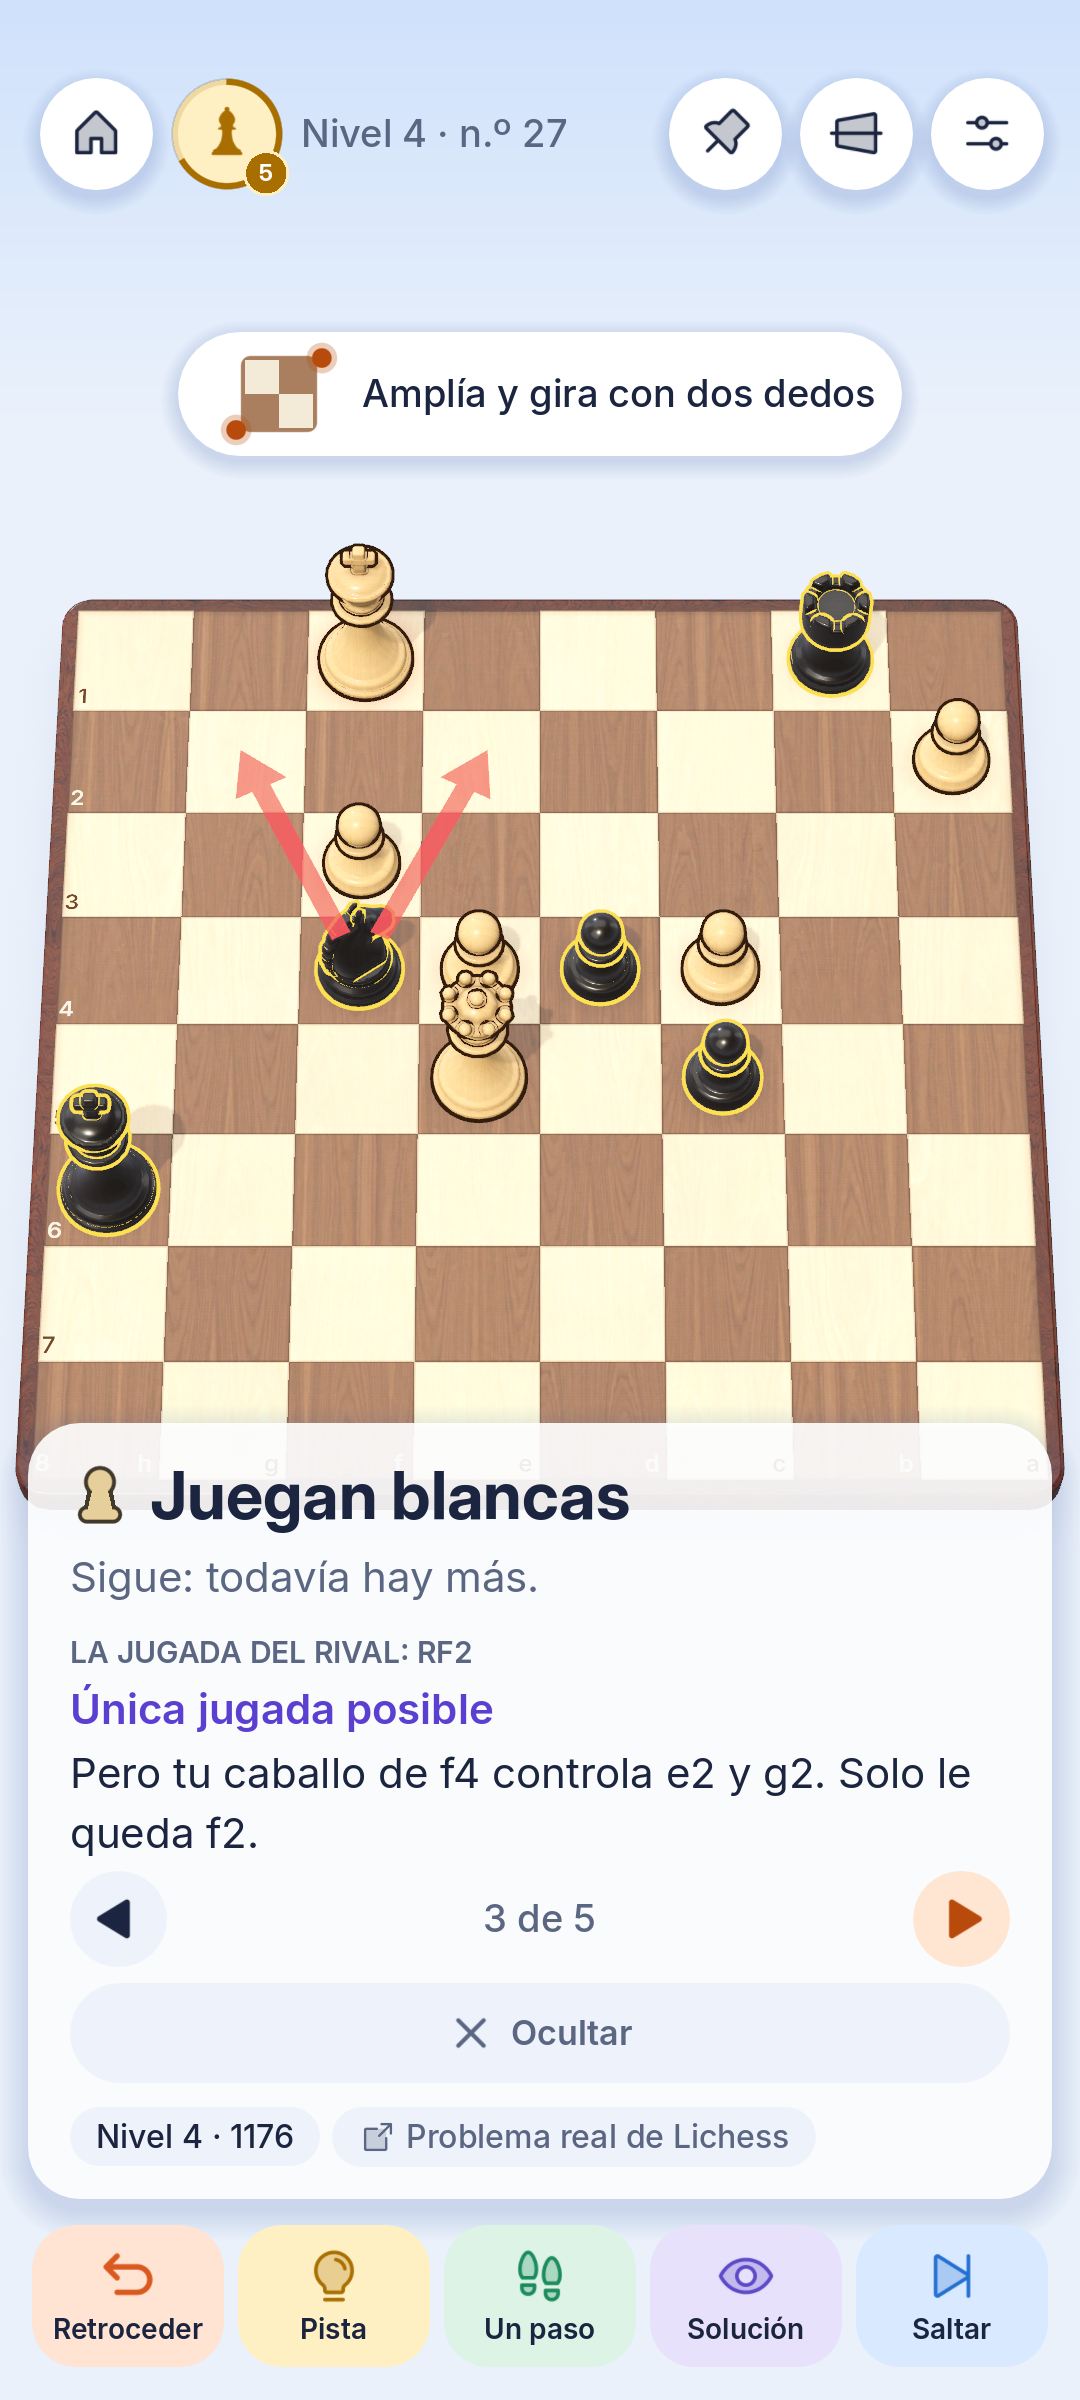 Nivel 4 · n.º 27
5
Amplía y gira con dos dedos
1
2
3
4
6
7
8 h g f e d c b a
Juegan blancas
Sigue: todavía hay más.
LA JUGADA DEL RIVAL: RF2
Única jugada posible
Pero tu caballo de f4 controla e2 y g2. Solo le
queda f2.
3 de 5
Ocultar
Nivel 4 · 1176
Problema real de Lichess
Retroceder
Pista
Un paso
Solución
Saltar